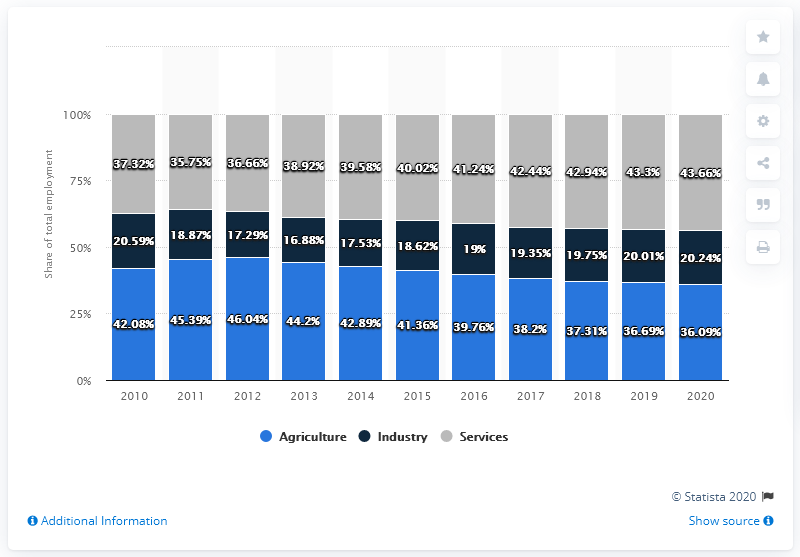 100%
75%
50%
25%
0%
Share of total employment
37.32% 35.75% 36.66% 38.92% 39.58% 40.02% 41.24% 42.44% 42.94% 43.3% 43.66%
20.59% 18.87% 17.29% 16.88% 17.53% 18.62% 19% 19.35% 19.75% 20.01% 20.24%
42.08% 45.39% 46.04% 44.2% 42.89% 41.36% 39.76% 38.2% 37.31% 36.69% 36.09%
2010 2011 2012 2013 2014 2015 2016 2017 2018 2019 2020
Agriculture Industry Services
© Statista 2020
Additional Information
Show source